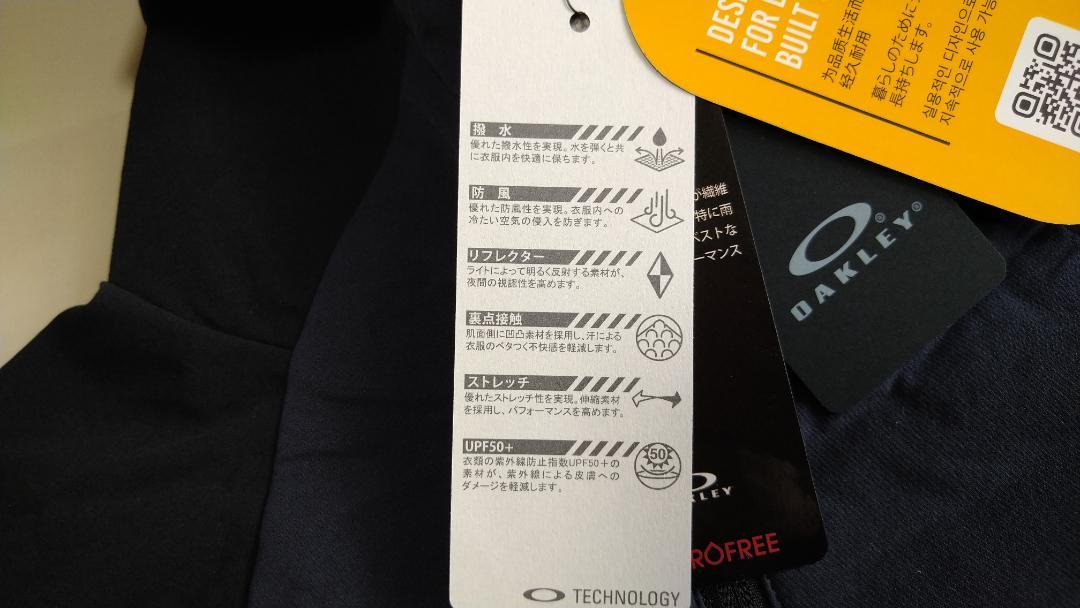 撥 水
優れた撥水性を実現。水を弾くと共
に衣服内を快適に保ちます。
防 風
優れた防風性を実現。衣服内への
冷たい空気の侵入を防ぎます。
リフレクター
ライトによって明るく反射する素材が、
夜間の視認性を高めます。
裏点接触
肌面側に凹凸素材を採用し、汗による
衣服のベタつく不快感を軽減します。
ストレッチ
優れたストレッチ性を実現。伸縮素材
を採用し、パフォーマンスを高めます。
UPF50+
50
衣類の紫外線防止指数UPF50+の
素材が、紫外線による皮膚への
ダメージを軽減します。
TECHNOLOGY
FOR
BUILT
为品质生活而
经久耐用
暮らしのために
長持ちします。
실용적인 디자인으로
지속적으로 사용 가능
が繊維
特に雨
ベストな
ーマンス
OAKLEY
KLEY
ROFREE